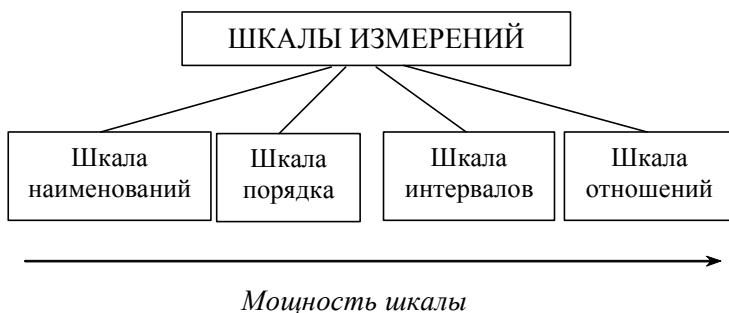 ШКАЛЫ ИЗМЕРЕНИЙ
Шкала
наименований
Шкала
порядка
Шкала
интервалов
Шкала
отношений
Мощность шкалы